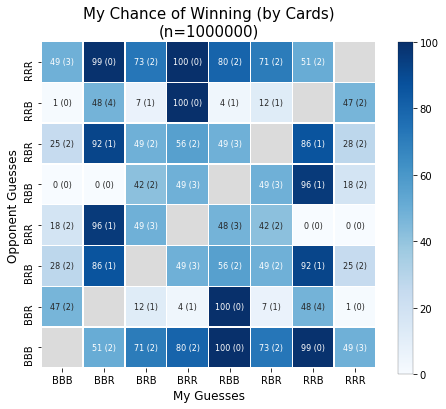 My Chance of Winning (by Cards)
(n=1000000)
RRR 49 (3) 99 (0) 73 (2) 100 (0) 80 (2) 71 (2) 51 (2)
RRB 1 (0) 48 (4) 7 (1) 100 (0) 4 (1) 12 (1) 47 (2)
RBR 25 (2) 92 (1) 49 (2) 56 (2) 49 (3) 86 (1) 28 (2)
RBB 0 (0) 0 (0) 42 (2) 49 (3) 49 (3) 96 (1) 18 (2)
BRR 18 (2) 96 (1) 49 (3) 48 (3) 42 (2) 0 (0) 0 (0)
RBB 28 (2) 86 (1) 49 (3) 56 (2) 49 (2) 92 (1) 25 (2)
BBR 47 (2) 12 (1) 4 (1) 100 (0) 7 (1) 48 (4) 1 (0)
BBB 51 (2) 71 (2) 80 (2) 100 (0) 73 (2) 99 (0) 49 (3)
BBB BBR BRB BRR RBB RBR RRB RRR
My Guesses
Opponent Guesses
100
80
60
40
20
0